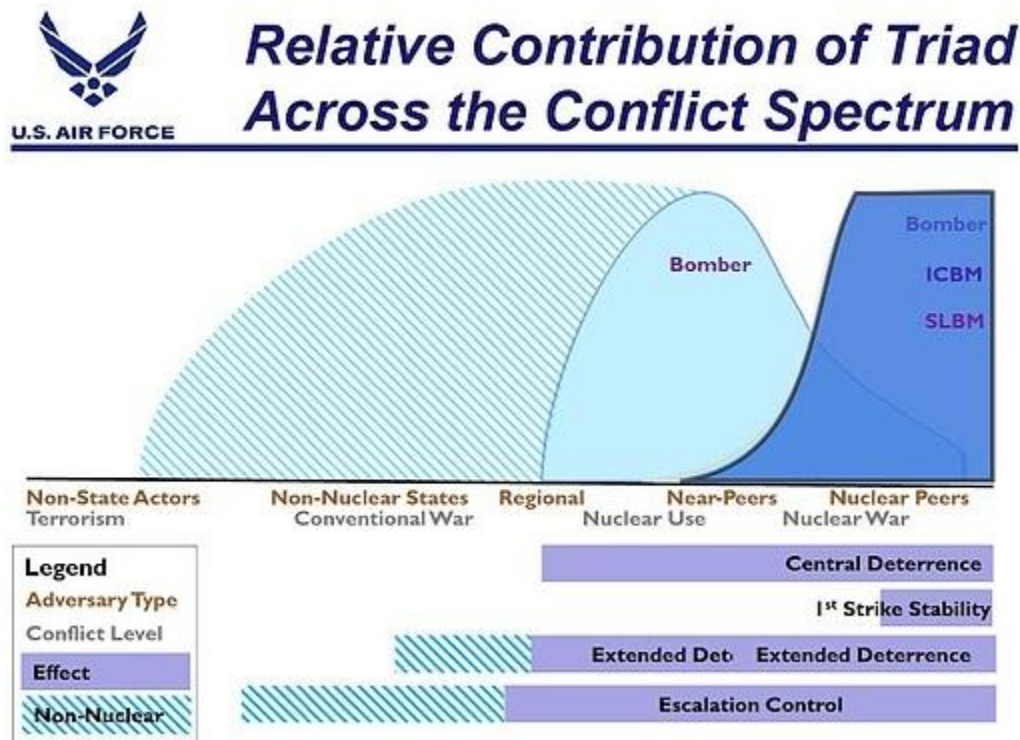 U.S. AIR FORCE
Relative Contribution of Triad
Across the Conflict Spectrum
Bomber
Bomber
ICBM
SLBM
Non-State Actors Non-Nuclear States Regional Near-Peers Nuclear Peers
Terrorism Conventional War Nuclear Use Nuclear War
Legend
Adversary Type
Conflict Level
Effect
Non-Nuclear
Central Deterrence
1st Strike Stability
Extended Det Extended Deterrence
Escalation Control